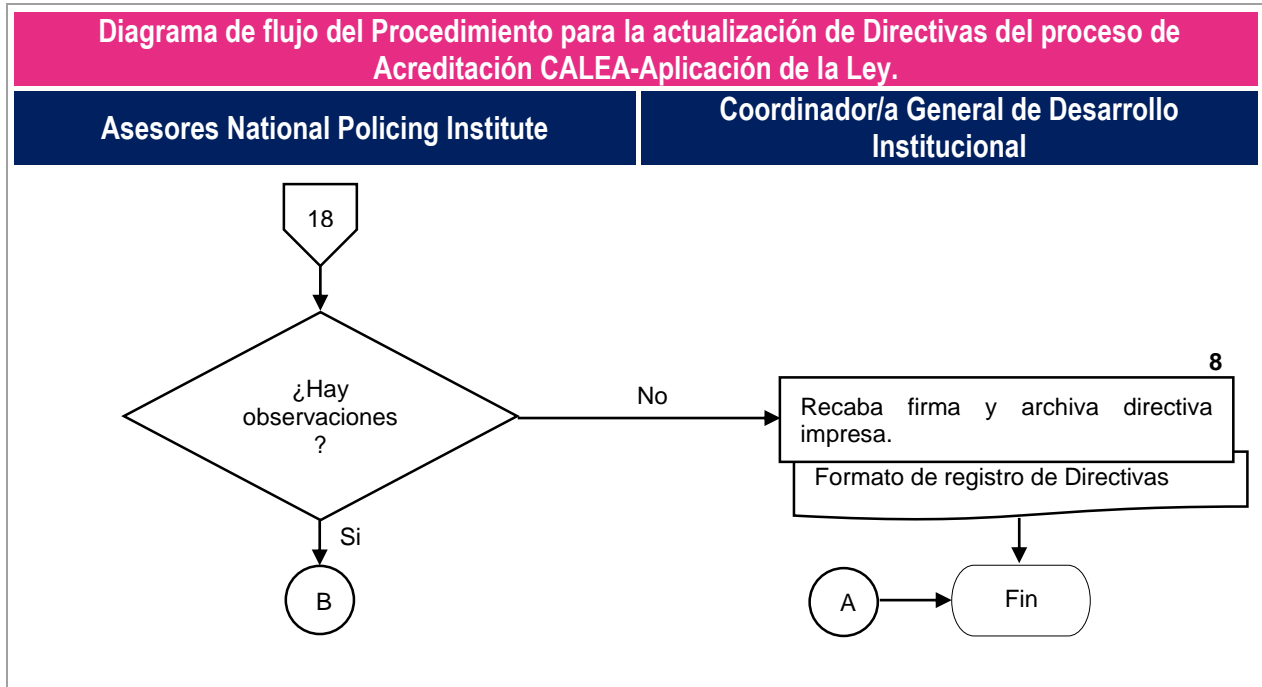 Diagrama de flujo del Procedimiento para la actualización de Directivas del proceso de
Acreditación CALEA-Aplicación de la Ley.
Asesores National Policing Institute
Coordinador/a General de Desarrollo
Institucional
18
¿Hay
observaciones
?
No
8
Recaba firma y archiva directiva
impresa.
Formato de registro de Directivas
Si
B
A
Fin